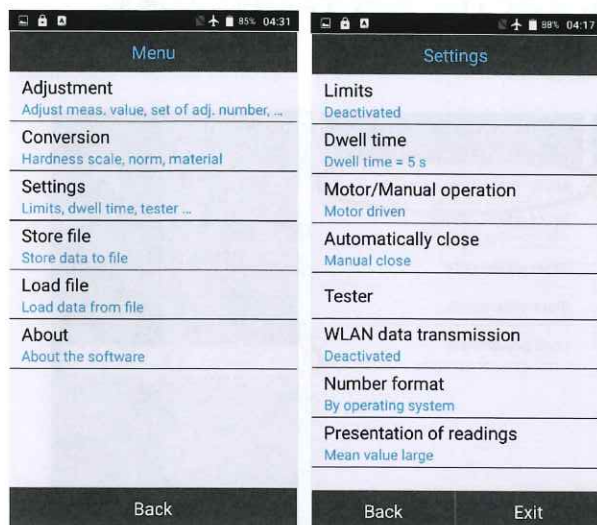 85% 04:31
Menu
Adjustment
Adjust meas. value, set of adj. number, ...
Conversion
Hardness scale, norm, material
Settings
Limits, dwell time, tester ...
Store file
Store data to file
Load file
Load data from file
About
About the software
Back
88% 04:17
Settings
Limits
Deactivated
Dwell time
Dwell time = 5 s
Motor/Manual operation
Motor driven
Automatically close
Manual close
Tester
WLAN data transmission
Deactivated
Number format
By operating system
Presentation of readings
Mean value large
Back Exit